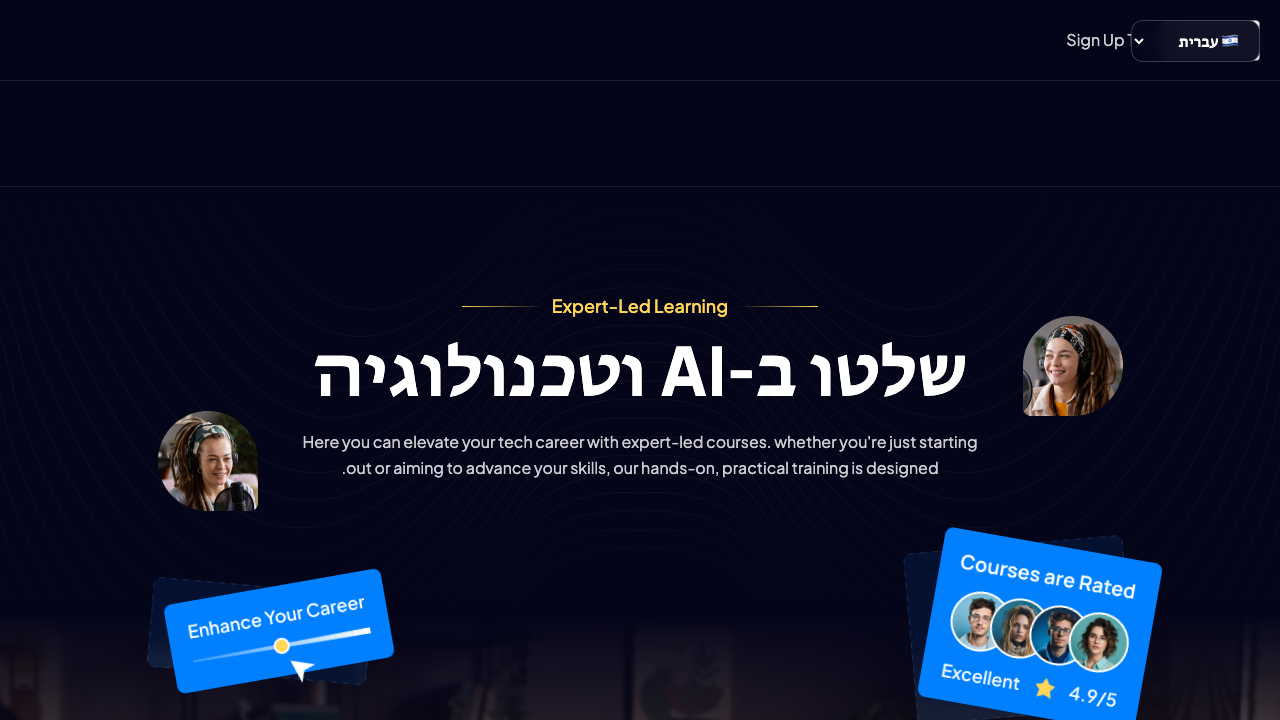 Sign Up
עברית
Expert-Led Learning
שלטו ב-AI וטכנולוגיה
Here you can elevate your tech career with expert-led courses. whether you're just starting
.out or aiming to advance your skills, our hands-on, practical training is designed
Enhance Your Career
Courses are Rated
Excellent 4.9/5